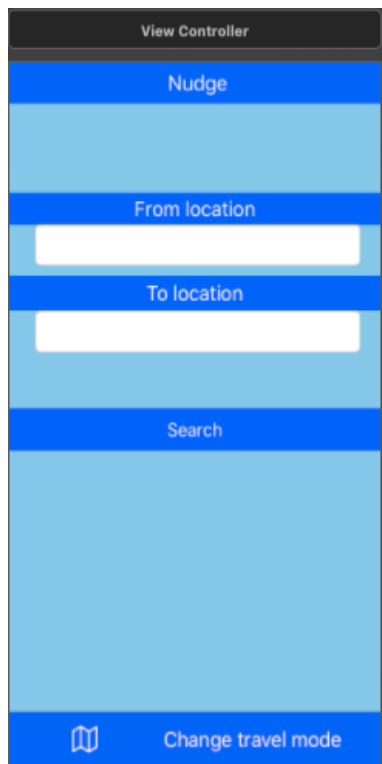 View Controller
Nudge
From location
To location
Search
Change travel mode